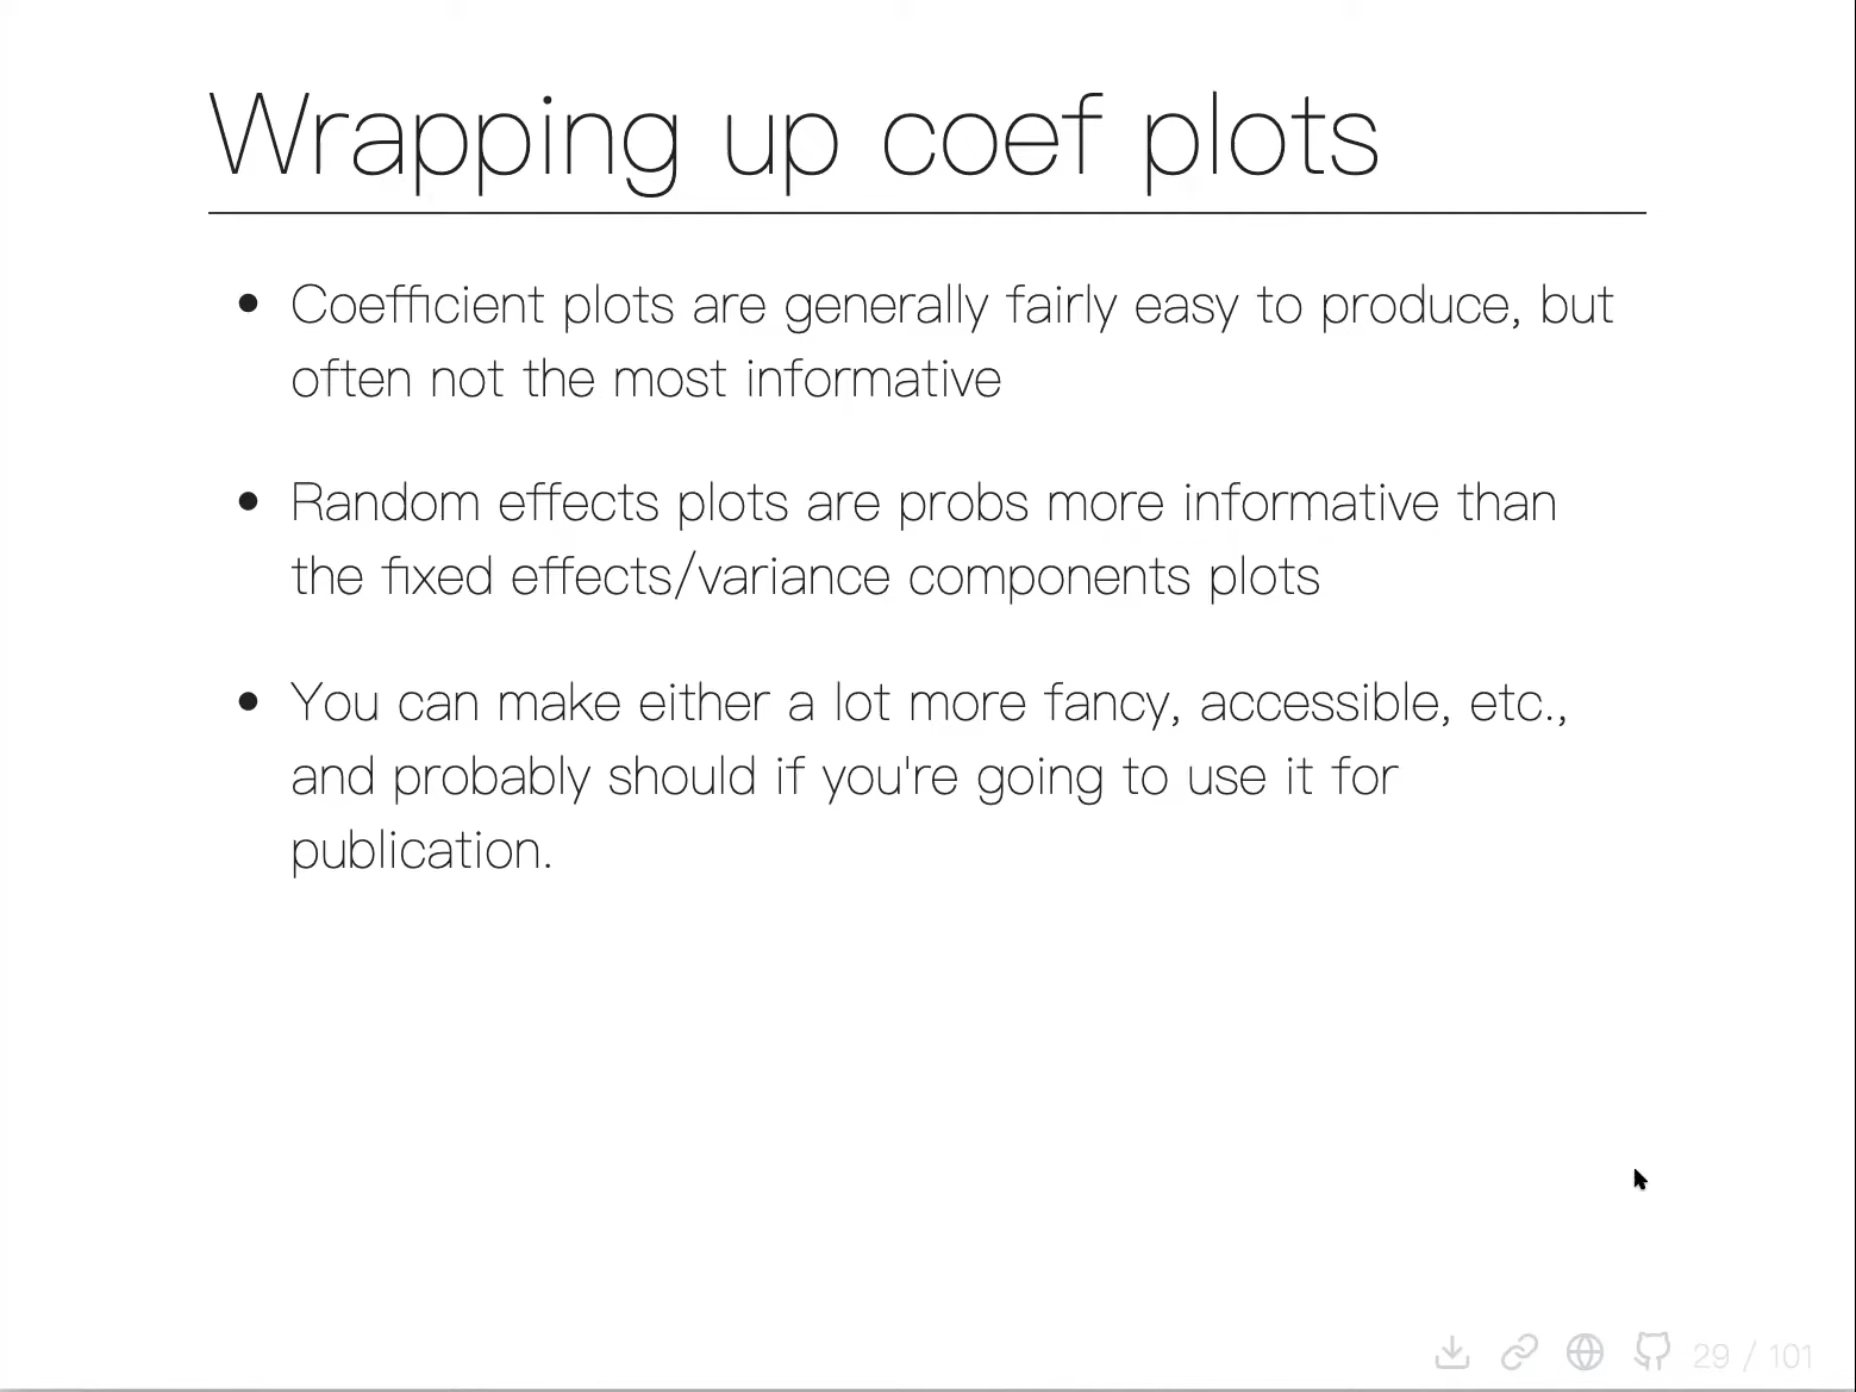 Wrapping up coef plots
• Coefficient plots are generally fairly easy to produce, but
often not the most informative
• Random effects plots are probs more informative than
the fixed effects/variance components plots
• You can make either a lot more fancy, accessible, etc.,
and probably should if you're going to use it for
publication.
29 / 101